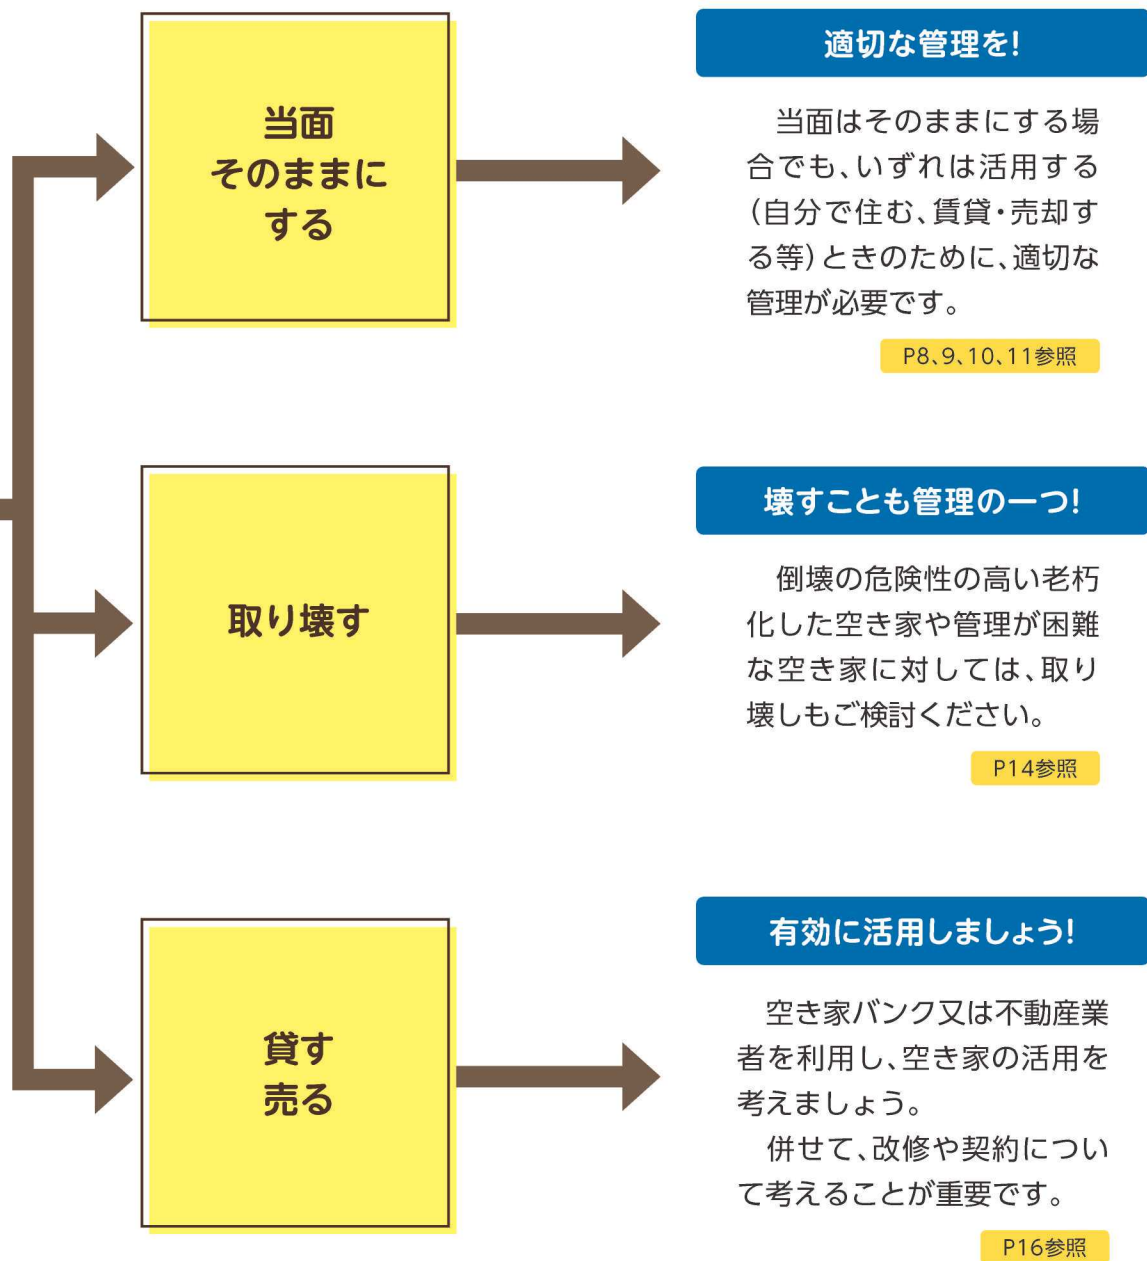 当面
そのままに
する
適切な管理を!
当面はそのままにする場
合でも、いずれは活用する
(自分で住む、賃貸・売却す
る等)ときのために、適切な
管理が必要です。
P8、9、10、11参照
取り壊す
壊すことも管理の一つ!
倒壊の危険性の高い老朽
化した空き家や管理が困難
な空き家に対しては、取り
壊しもご検討ください。
P14参照
貸す
売る
有効に活用しましょう!
空き家バンク又は不動産業
者を利用し、空き家の活用を
考えましょう。
併せて、改修や契約につい
て考えることが重要です。
P16参照